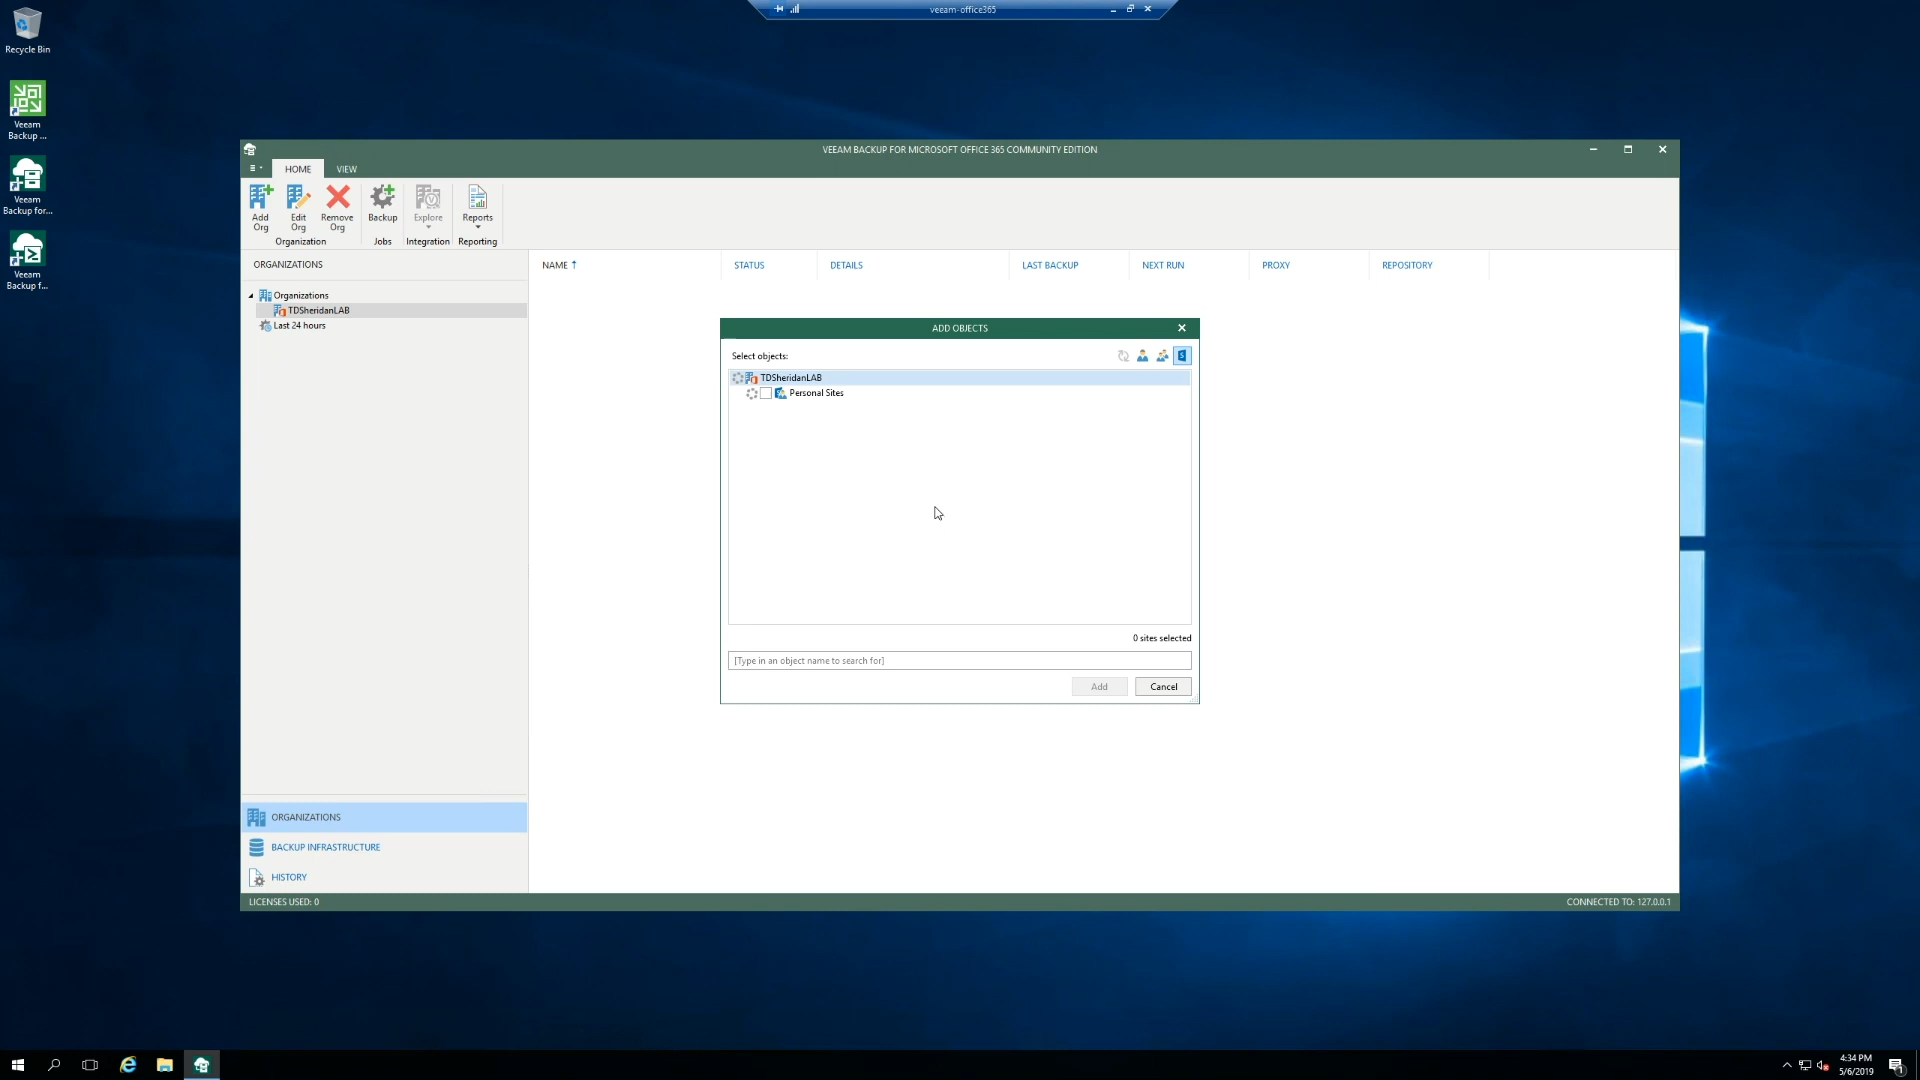 veeam-office365
Recycle Bin
Veeam
Backup ...
Veeam
Backup for...
Veeam
Backup f...
VEEAM BACKUP FOR MICROSOFT OFFICE 365 COMMUNITY EDITION
HOME
VIEW
Add
Org
Edit
Org
Remove
Org
Backup
Explore
Reports
Organization
Jobs
Integration
Reporting
ORGANIZATIONS
Organizations
TDSheridanLAB
Last 24 hours
NAME
STATUS
DETAILS
LAST BACKUP
NEXT RUN
PROXY
REPOSITORY
ADD OBJECTS
Select objects:
TDSheridanLAB
Personal Sites
0 sites selected
[Type in an object name to search for]
Add
Cancel
ORGANIZATIONS
BACKUP INFRASTRUCTURE
HISTORY
LICENSES USED: 0
CONNECTED TO: 127.0.0.1
4:34 PM
5/6/2019
1